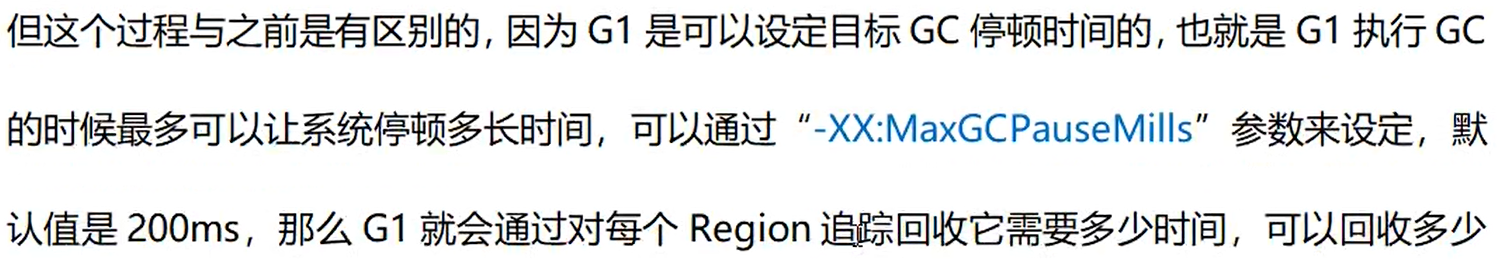 但这个过程与之前是有区别的，因为 G1 是可以设定目标 GC 停顿时间的，也就是 G1 执行 GC
的时候最多可以让系统停顿多长时间，可以通过“-XX:MaxGCPauseMills”参数来设定，默
认值是 200ms，那么 G1 就会通过对每个 Region 追踪回收它需要多少时间，可以回收多少